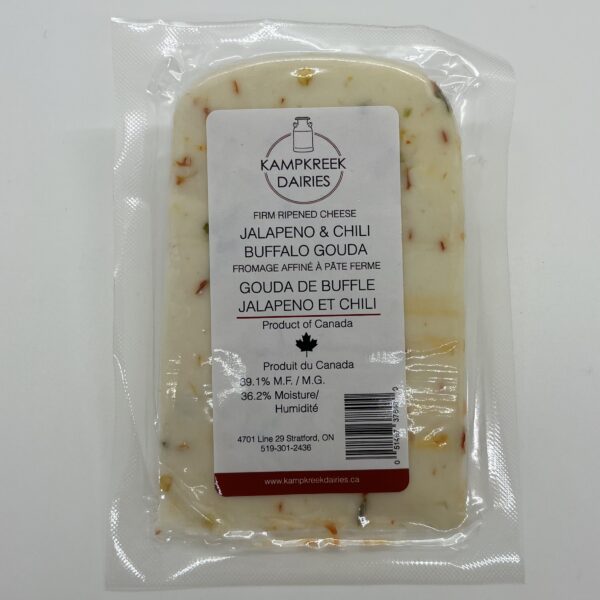 KAMPKREEK
DAIRIES
FIRM RIPENED CHEESE
JALAPENO & CHILI
BUFFALO GOUDA
FROMAGE AFFINÉ À PÂTE FERME
GOUDA DE BUFFLE
JALAPENO ET CHILI
Product of Canada
Produit du Canada
39.1% M.F. / M.G.
36.2% Moisture/
Humidité
4701 Line 29 Stratford, ON
519-301-2436
www.kampkreekdairies.ca